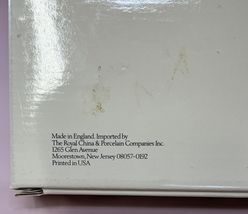 Made in England. Imported by
The Royal China & Porcelain Companies Inc.
1265 Glen Avenue
Moorestown, New Jersey 08057-0192
Printed in USA